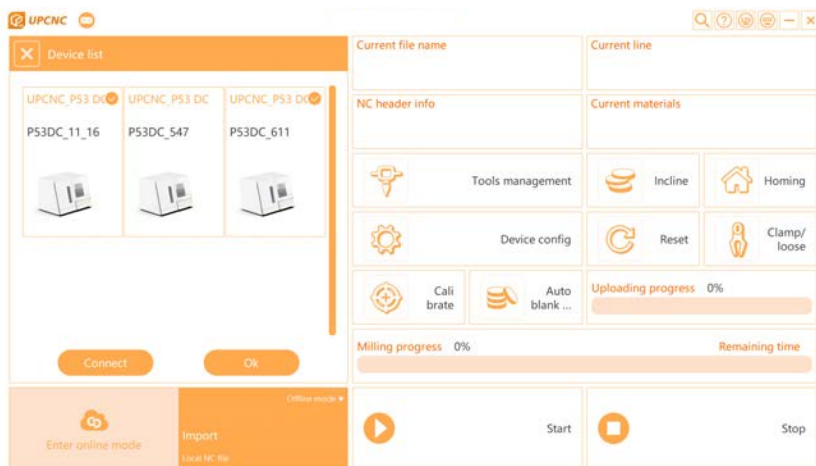 UPCNC
Device list
UPCNC_P53 DC
UPCNC_P53 DC
UPCNC_P53 DC
P53DC_11_16
P53DC_547
P53DC_611
Connect
Ok
Enter online mode
Offline mode
Import
Local NC file
Current file name
Current line
NC header info
Current materials
Tools management
Incline
Homing
Device config
Reset
Clamp/
loose
Cali
brate
Auto
blank ...
Uploading progress 0%
Milling progress 0%
Remaining time
Start
Stop